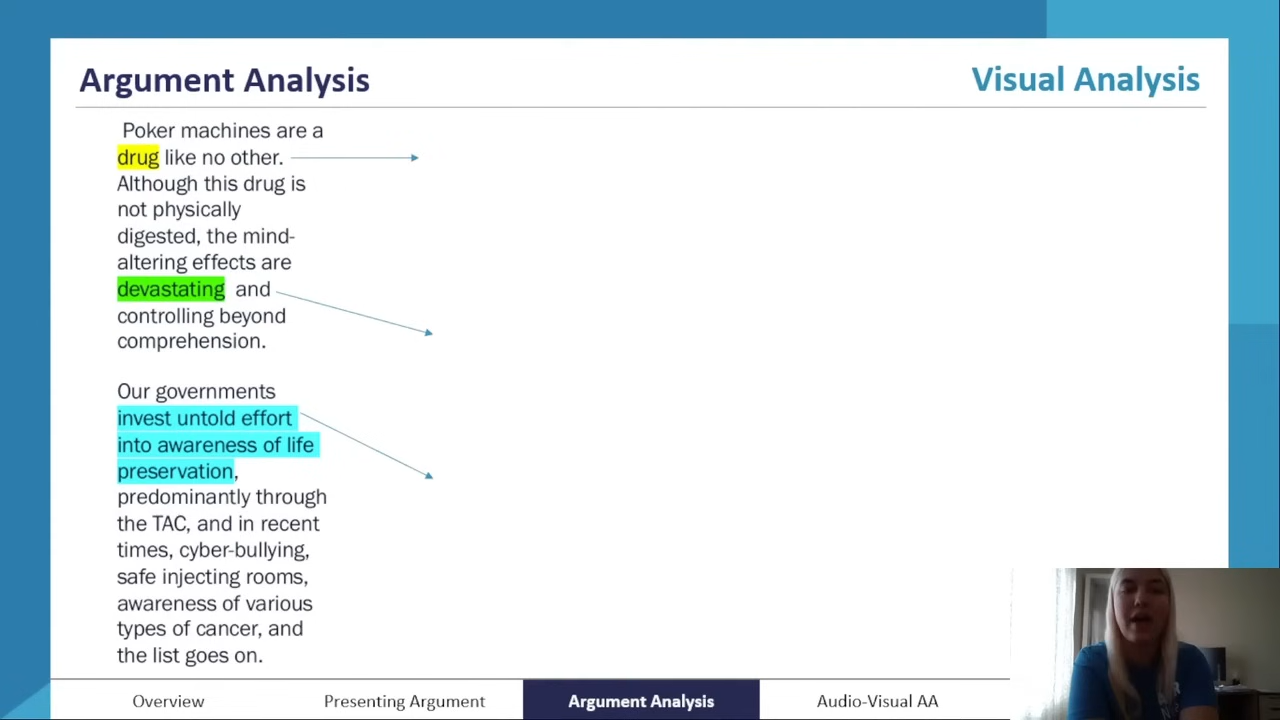 Argument Analysis
Visual Analysis
Poker machines are a
drug like no other.
Although this drug is
not physically
digested, the mind-
altering effects are
devastating and
controlling beyond
comprehension.
Our governments
invest untold effort
into awareness of life
preservation,
predominantly through
the TAC, and in recent
times, cyber-bullying,
safe injecting rooms,
awareness of various
types of cancer, and
the list goes on.
Overview
Presenting Argument
Argument Analysis
Audio-Visual AA